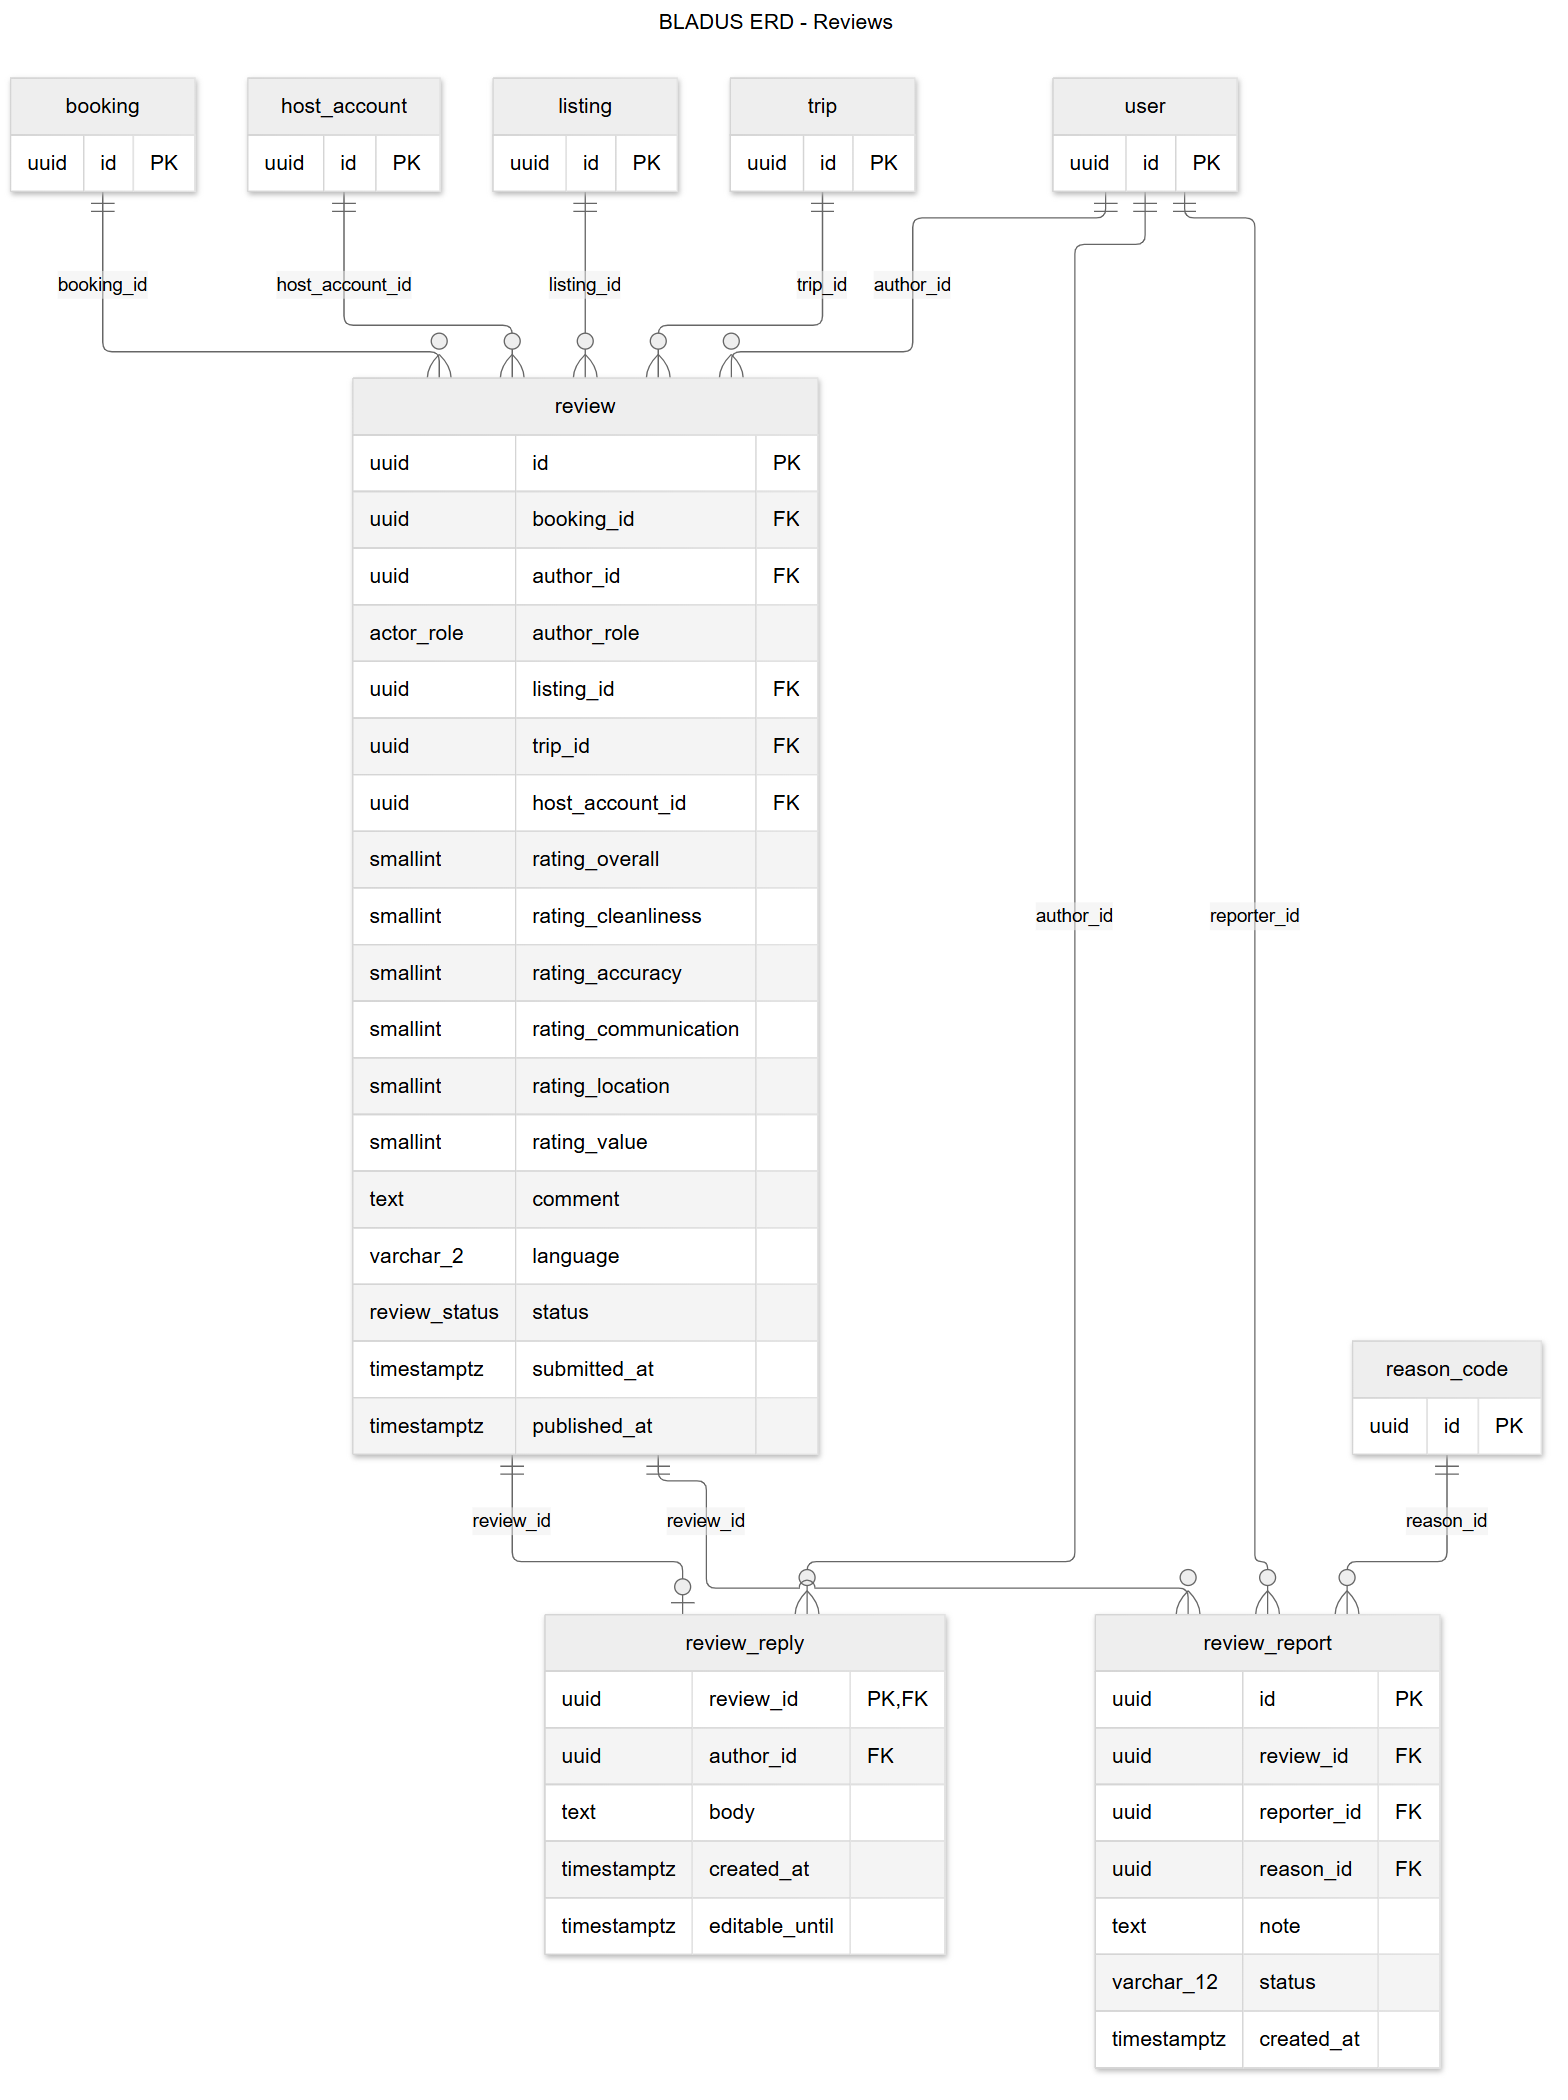 BLADUS ERD - Reviews
booking
uuid id PK
host_account
uuid id PK
listing
uuid id PK
trip
uuid id PK
user
uuid id PK
booking_id
host_account_id
listing_id
trip_id
author_id
review
uuid id PK
uuid booking_id FK
uuid author_id FK
actor_role author_role
uuid listing_id FK
uuid trip_id FK
uuid host_account_id FK
smallint rating_overall
smallint rating_cleanliness
smallint rating_accuracy
smallint rating_communication
smallint rating_location
smallint rating_value
text comment
varchar_2 language
review_status status
timestamptz submitted_at
timestamptz published_at
author_id
reporter_id
reason_code
uuid id PK
review_id
review_id
reason_id
review_reply
uuid review_id PK,FK
uuid author_id FK
text body
timestamptz created_at
timestamptz editable_until
review_report
uuid id PK
uuid review_id FK
uuid reporter_id FK
uuid reason_id FK
text note
varchar_12 status
timestamptz created_at